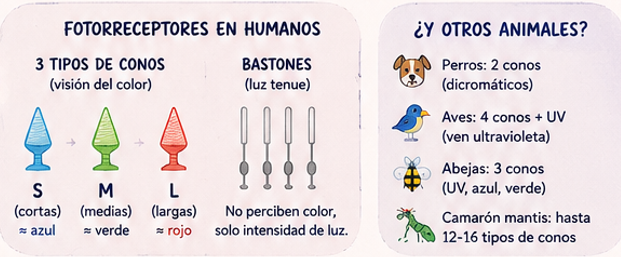 FOTORRECEPTORES EN HUMANOS
3 TIPOS DE CONOS
(visión del color)
S
(cortas)
≈ azul
M
(medias)
≈ verde
L
(largas)
≈ rojo
BASTONES
(luz tenue)
No perciben color,
solo intensidad de luz.
¿Y OTROS ANIMALES?
Perros: 2 conos
(dicromáticos)
Aves: 4 conos + UV
(ven ultravioleta)
Abejas: 3 conos
(UV, azul, verde)
Camarón mantis: hasta
12-16 tipos de conos